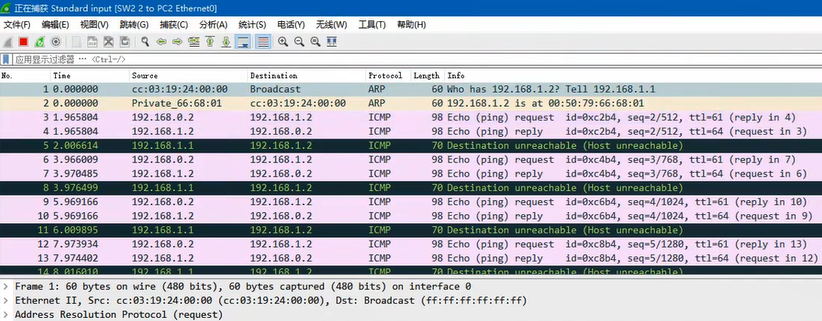 正在捕获 Standard input [SW2 2 to PC2 Ethernet0]
文件(F) 编辑(E) 视图(V) 跳转(G) 捕获(C) 分析(A) 统计(S) 电话(Y) 无线(W) 工具(T) 帮助(H)
应用显示过滤器 … <Ctrl-/>
No. Time Source Destination Protocol Length Info
1 0.000000 cc:03:19:24:00:00 Broadcast ARP 60 Who has 192.168.1.2? Tell 192.168.1.1
2 0.000000 Private_66:68:01 cc:03:19:24:00:00 ARP 60 192.168.1.2 is at 00:50:79:66:68:01
3 1.965804 192.168.0.2 192.168.1.2 ICMP 98 Echo (ping) request id=0xc2b4, seq=2/512, ttl=61 (reply in 4)
4 1.965804 192.168.1.2 192.168.0.2 ICMP 98 Echo (ping) reply id=0xc2b4, seq=2/512, ttl=64 (request in 3)
5 2.006614 192.168.1.1 192.168.1.2 ICMP 70 Destination unreachable (Host unreachable)
6 3.966009 192.168.0.2 192.168.1.2 ICMP 98 Echo (ping) request id=0xc4b4, seq=3/768, ttl=61 (reply in 7)
7 3.970485 192.168.1.2 192.168.0.2 ICMP 98 Echo (ping) reply id=0xc4b4, seq=3/768, ttl=64 (request in 6)
8 3.976499 192.168.1.1 192.168.1.2 ICMP 70 Destination unreachable (Host unreachable)
9 5.969166 192.168.0.2 192.168.1.2 ICMP 98 Echo (ping) request id=0xc6b4, seq=4/1024, ttl=61 (reply in 10)
10 5.969166 192.168.1.2 192.168.0.2 ICMP 98 Echo (ping) reply id=0xc6b4, seq=4/1024, ttl=64 (request in 9)
11 6.009895 192.168.1.1 192.168.1.2 ICMP 70 Destination unreachable (Host unreachable)
12 7.973934 192.168.0.2 192.168.1.2 ICMP 98 Echo (ping) request id=0xc8b4, seq=5/1280, ttl=61 (reply in 13)
13 7.974402 192.168.1.2 192.168.0.2 ICMP 98 Echo (ping) reply id=0xc8b4, seq=5/1280, ttl=64 (request in 12)
14 8.016010 192.168.1.1 192.168.1.2 ICMP 70 Destination unreachable (Host unreachable)
> Frame 1: 60 bytes on wire (480 bits), 60 bytes captured (480 bits) on interface 0
> Ethernet II, Src: cc:03:19:24:00:00 (cc:03:19:24:00:00), Dst: Broadcast (ff:ff:ff:ff:ff:ff)
> Address Resolution Protocol (request)